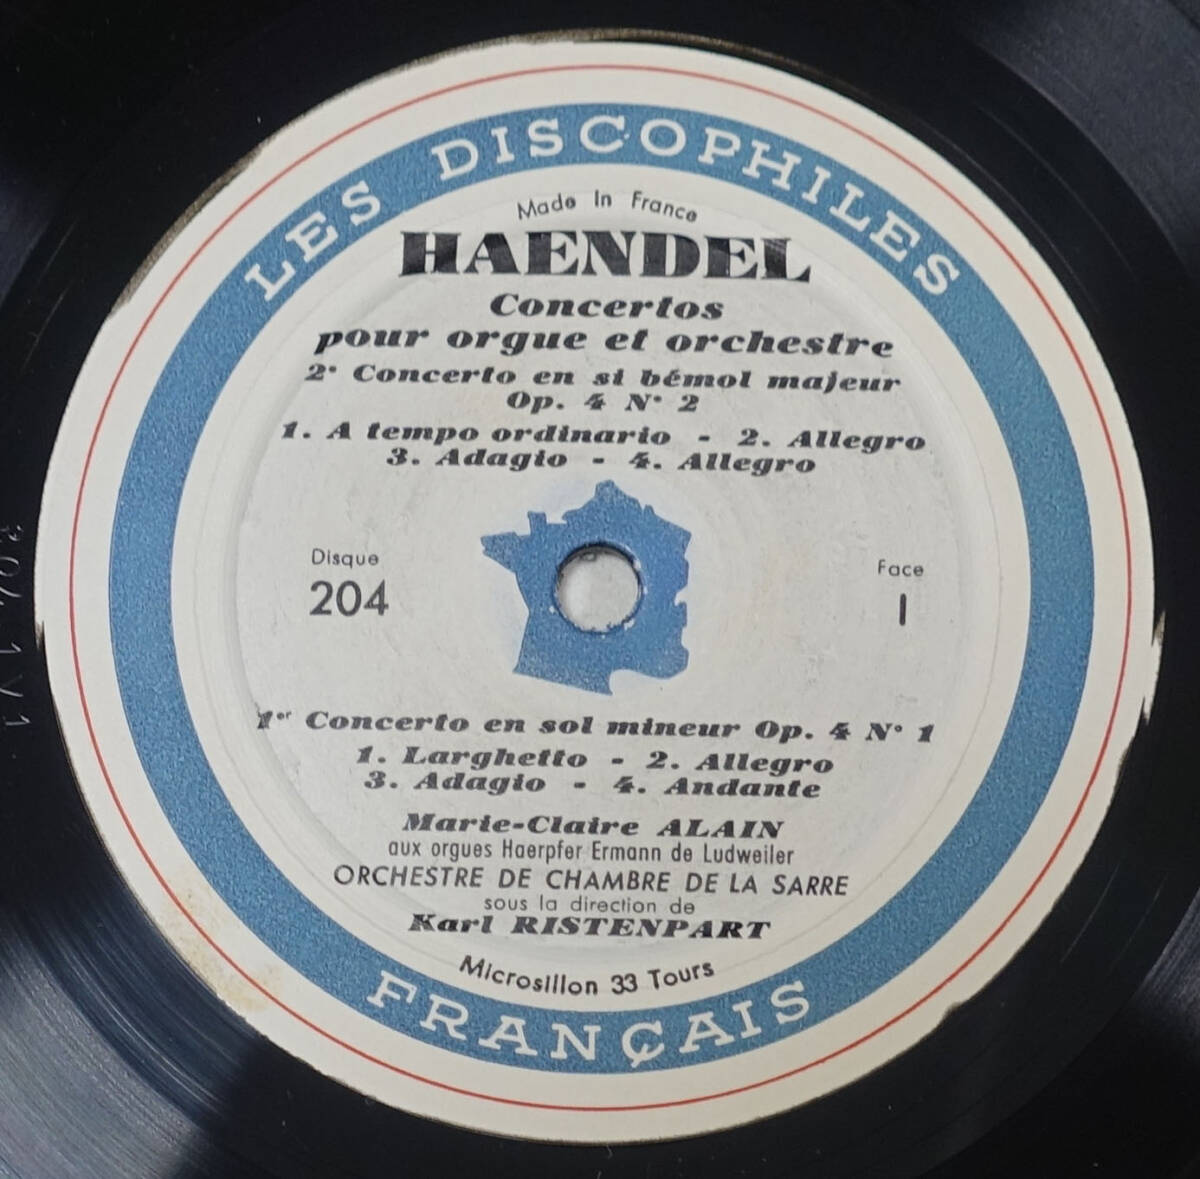 LES DISCOPHILES
Made In France
HAENDEL
Concertos
pour orgue et orchestre
2e Concerto en si bémol majeur
Op. 4 N° 2
1. A tempo ordinario - 2. Allegro
3. Adagio - 4. Allegro
Disque
204
Face
I
1er Concerto en sol mineur Op. 4 N° 1
1. Larghetto - 2. Allegro
3. Adagio - 4. Andante
Marie-Claire ALAIN
aux orgues Haerpfer Ermann de Ludweiler
ORCHESTRE DE CHAMBRE DE LA SARRE
sous la direction de
Karl RISTENPART
Microsillon 33 Tours
FRANÇAIS